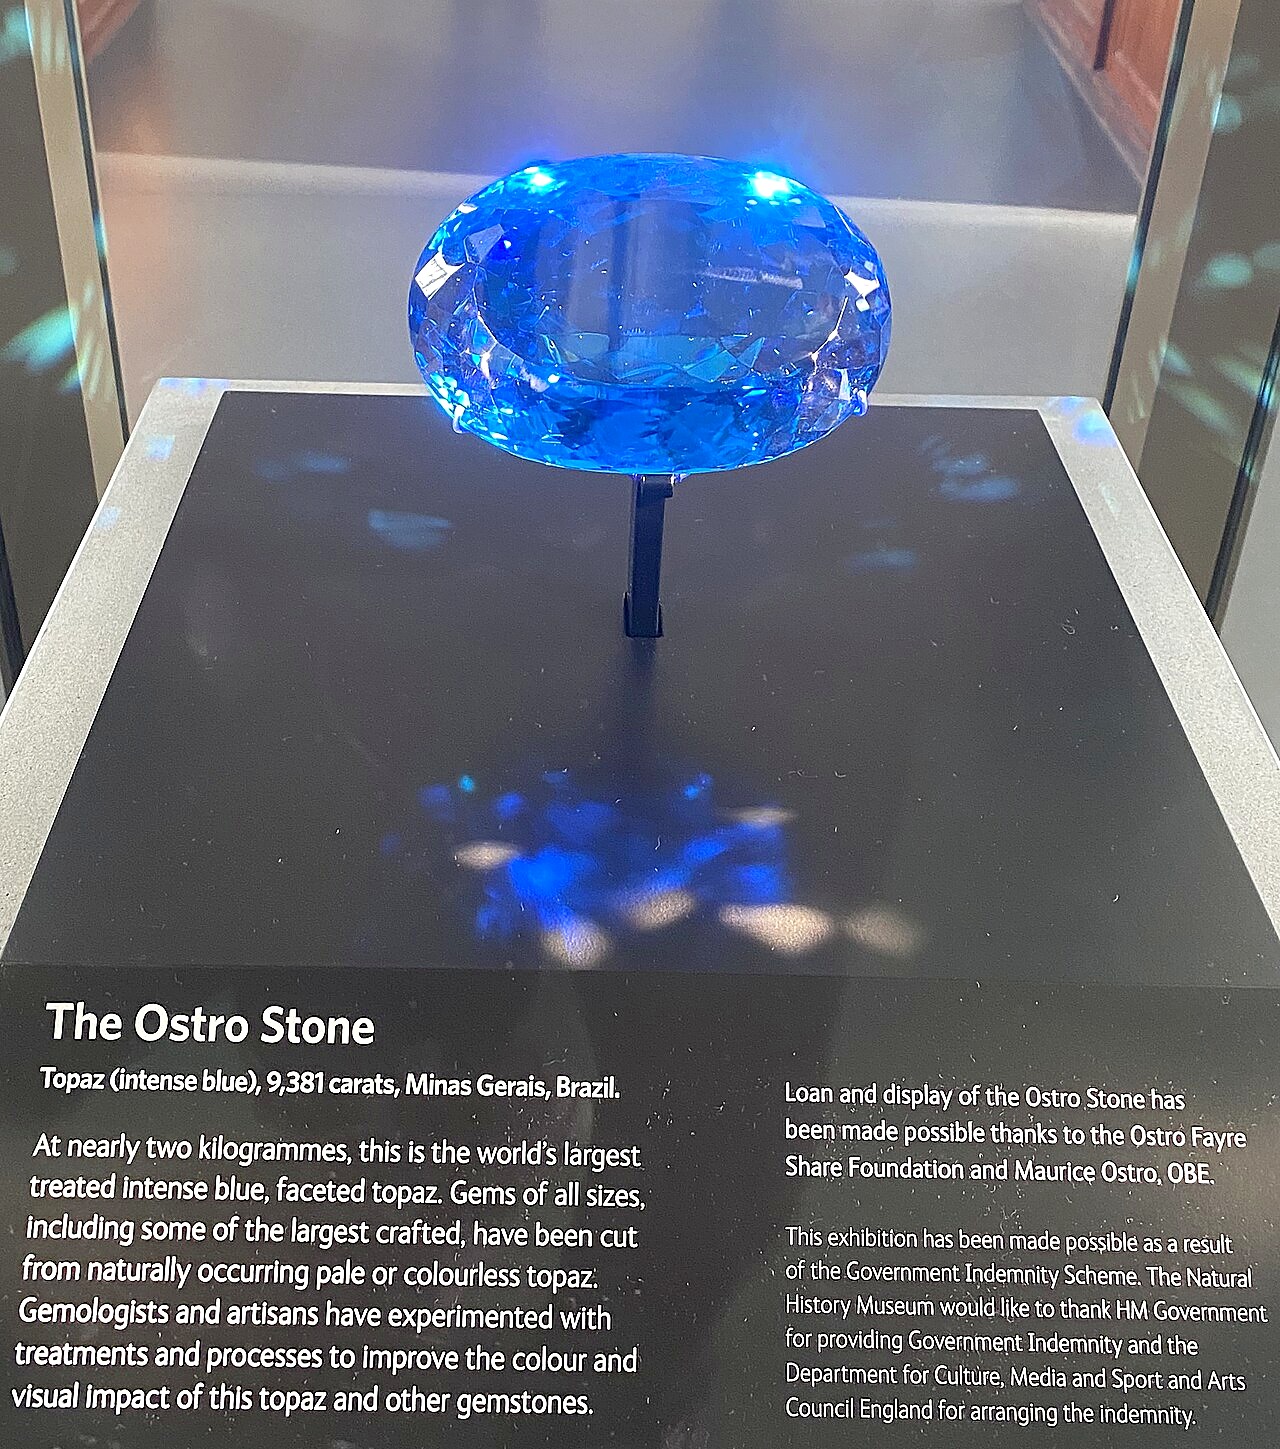 The Ostro Stone
Topaz (intense blue), 9,381 carats, Minas Gerais, Brazil.
At nearly two kilogrammes, this is the world's largest
treated intense blue, faceted topaz. Gems of all sizes,
including some of the largest crafted, have been cut
from naturally occurring pale or colourless topaz.
Gemologists and artisans have experimented with
treatments and processes to improve the colour and
visual impact of this topaz and other gemstones.
Loan and display of the Ostro Stone has
been made possible thanks to the Ostro Fayre
Share Foundation and Maurice Ostro, OBE.
This exhibition has been made possible as a result
of the Government Indemnity Scheme. The Natural
History Museum would like to thank HM Government
for providing Government Indemnity and the
Department for Culture, Media and Sport and Arts
Council England for arranging the indemnity.